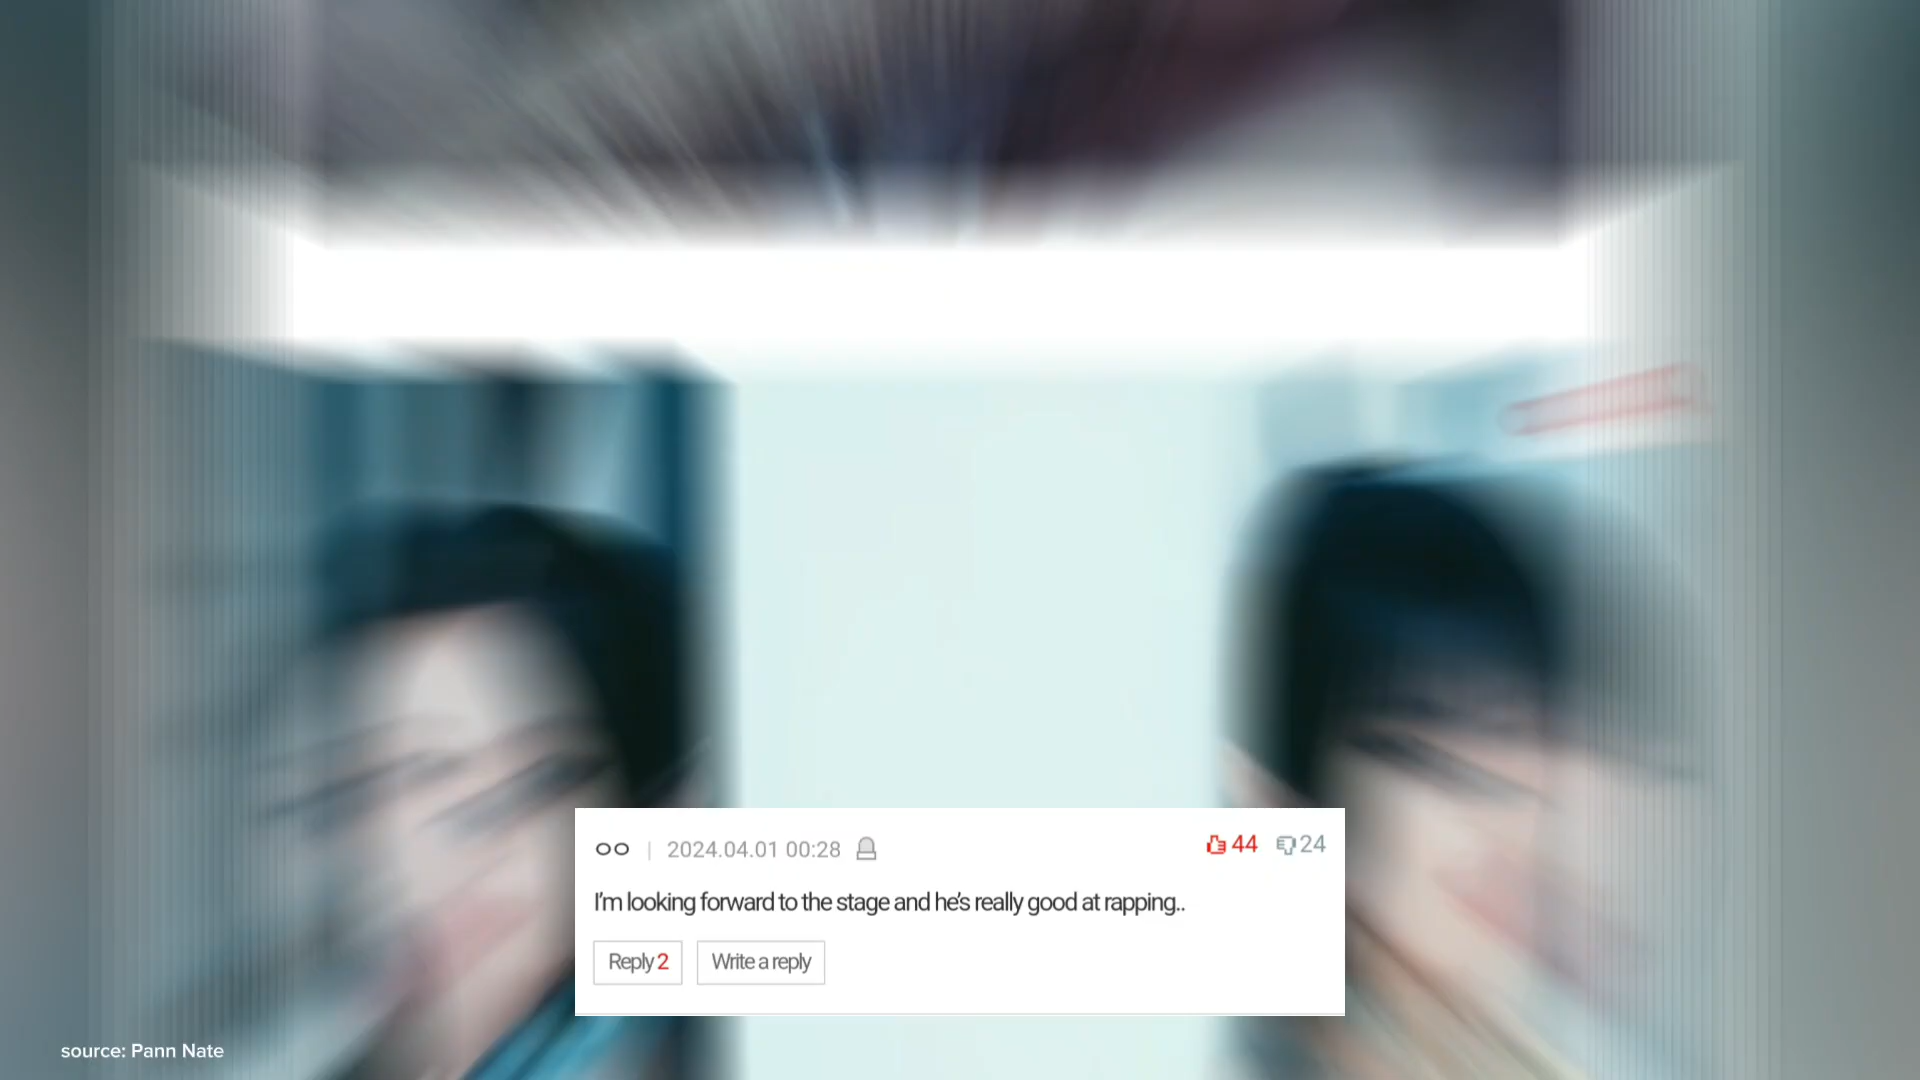 ㅇㅇ | 2024.04.01 00:28 44 24
I'm looking forward to the stage and he's really good at rapping..
Reply 2 Write a reply
source: Pann Nate